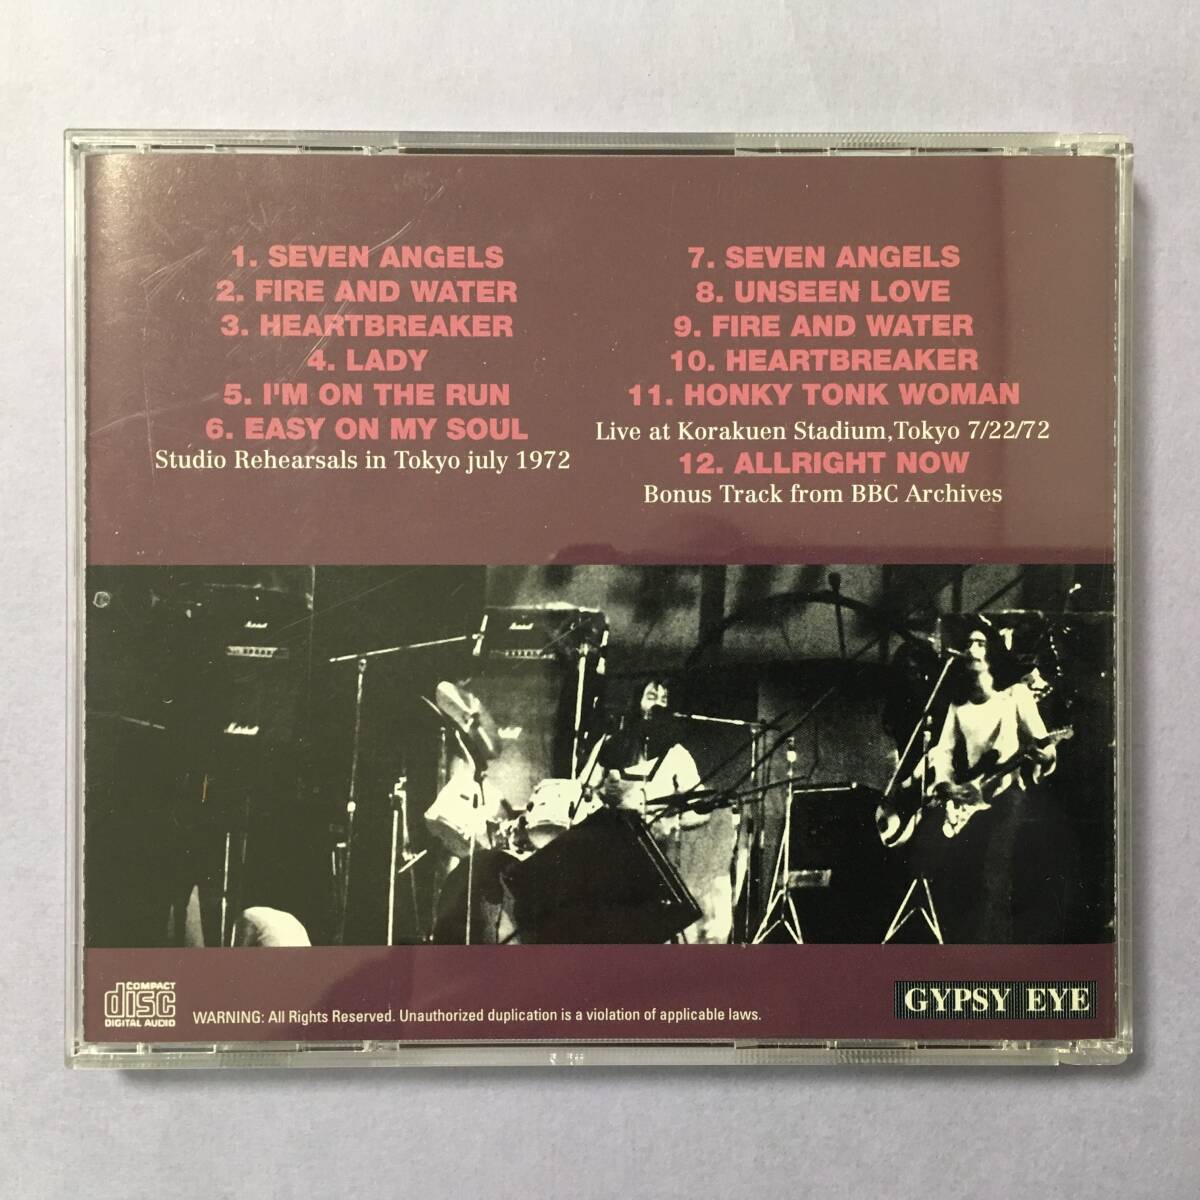 1. SEVEN ANGELS
2. FIRE AND WATER
3. HEARTBREAKER
4. LADY
5. I'M ON THE RUN
6. EASY ON MY SOUL
Studio Rehearsals in Tokyo july 1972
7. SEVEN ANGELS
8. UNSEEN LOVE
9. FIRE AND WATER
10. HEARTBREAKER
11. HONKY TONK WOMAN
Live at Korakuen Stadium,Tokyo 7/22/72
12. ALLRIGHT NOW
Bonus Track from BBC Archives
Marshall
Marshall
Marshall
COMPACT
disc
DIGITAL AUDIO
WARNING: All Rights Reserved. Unauthorized duplication is a violation of applicable laws.
GYPSY EYE